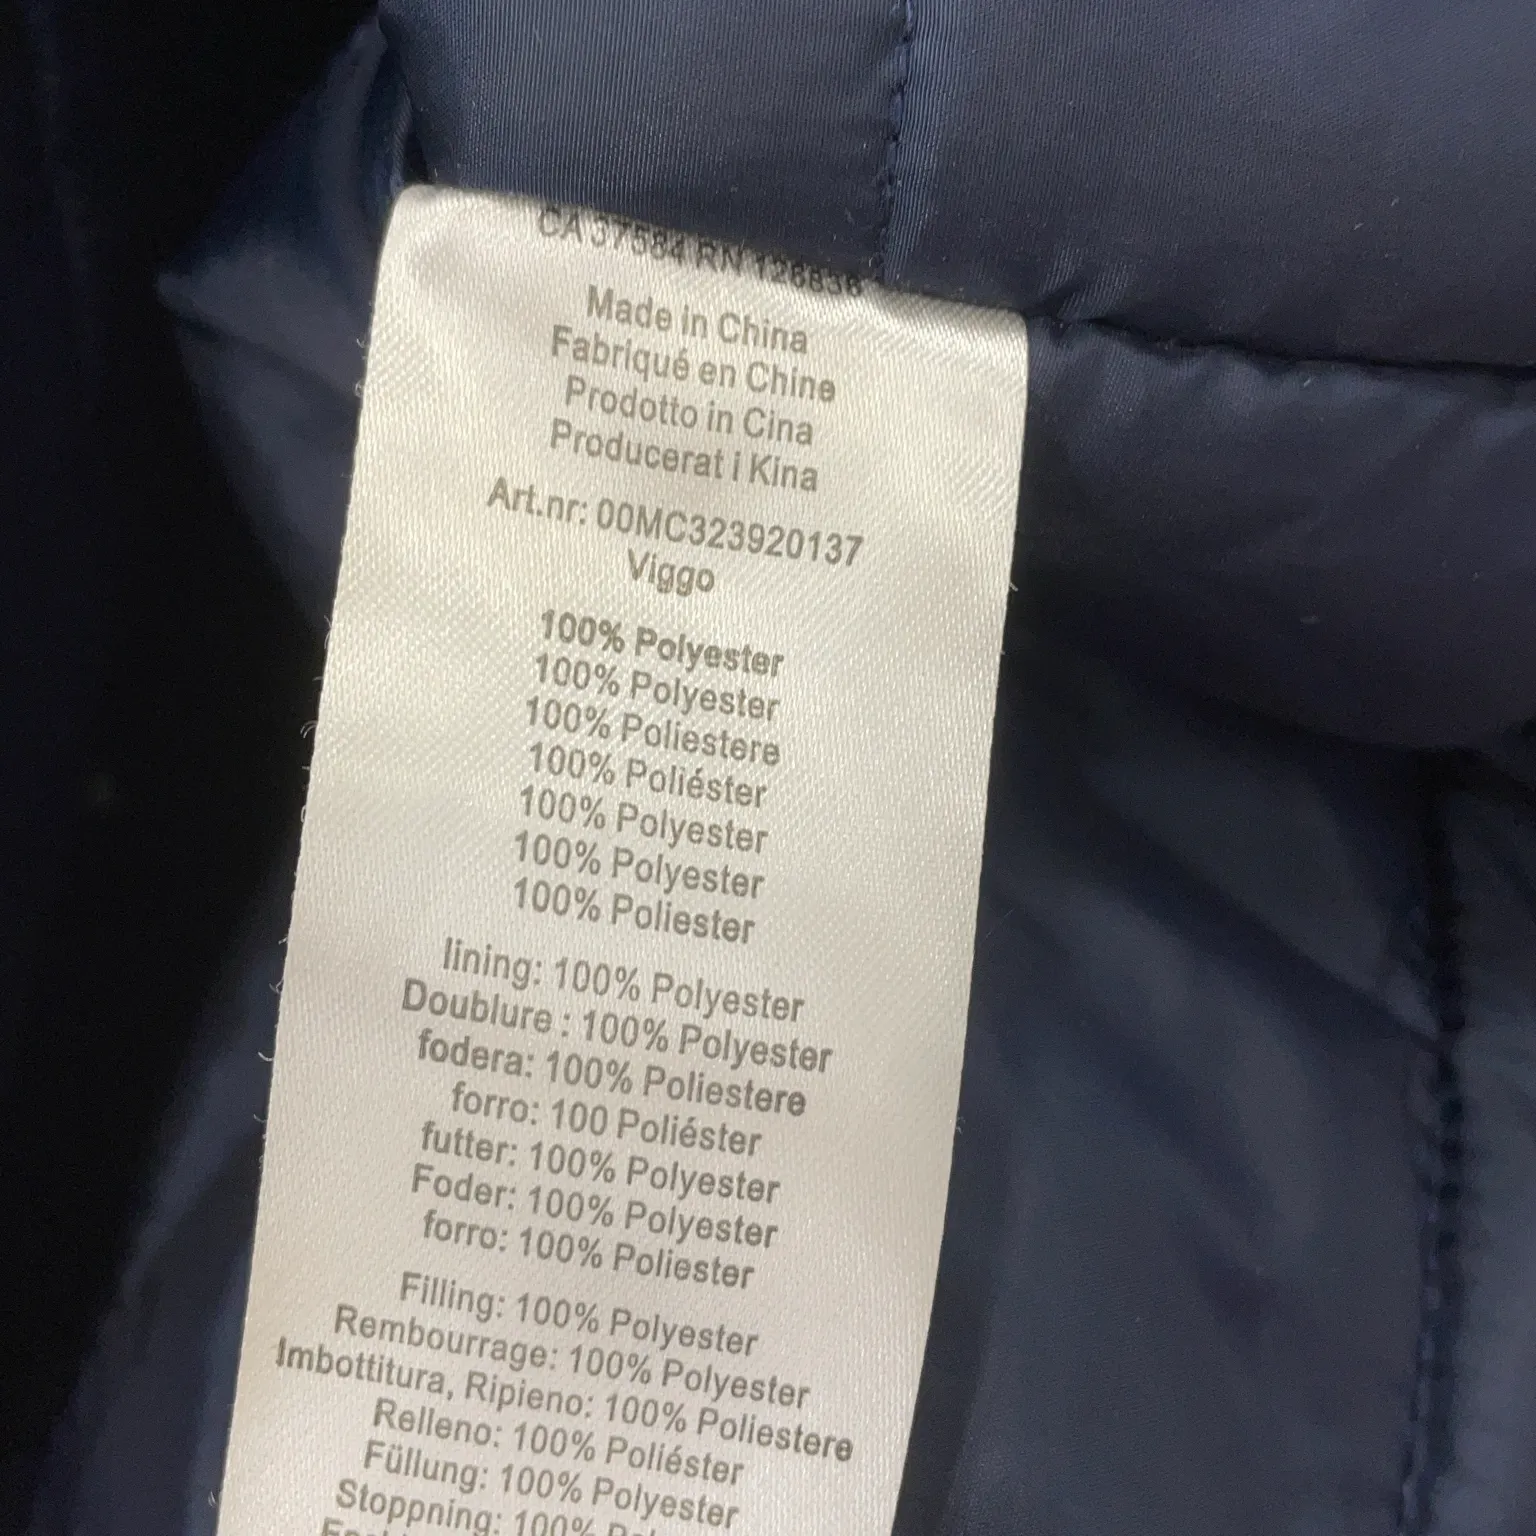 CA 37584 RN 126836
Made in China
Fabriqué en Chine
Prodotto in Cina
Producerat i Kina
Art.nr: 00MC323920137
Viggo
100% Polyester
100% Polyester
100% Poliestere
100% Poliéster
100% Polyester
100% Polyester
100% Poliester
lining: 100% Polyester
Doublure : 100% Polyester
fodera: 100% Poliestere
forro: 100 Poliéster
futter: 100% Polyester
Foder: 100% Polyester
forro: 100% Poliester
Filling: 100% Polyester
Rembourrage: 100% Polyester
Imbottitura, Ripieno: 100% Poliestere
Relleno: 100% Poliéster
Füllung: 100% Polyester
Stoppning: 100%